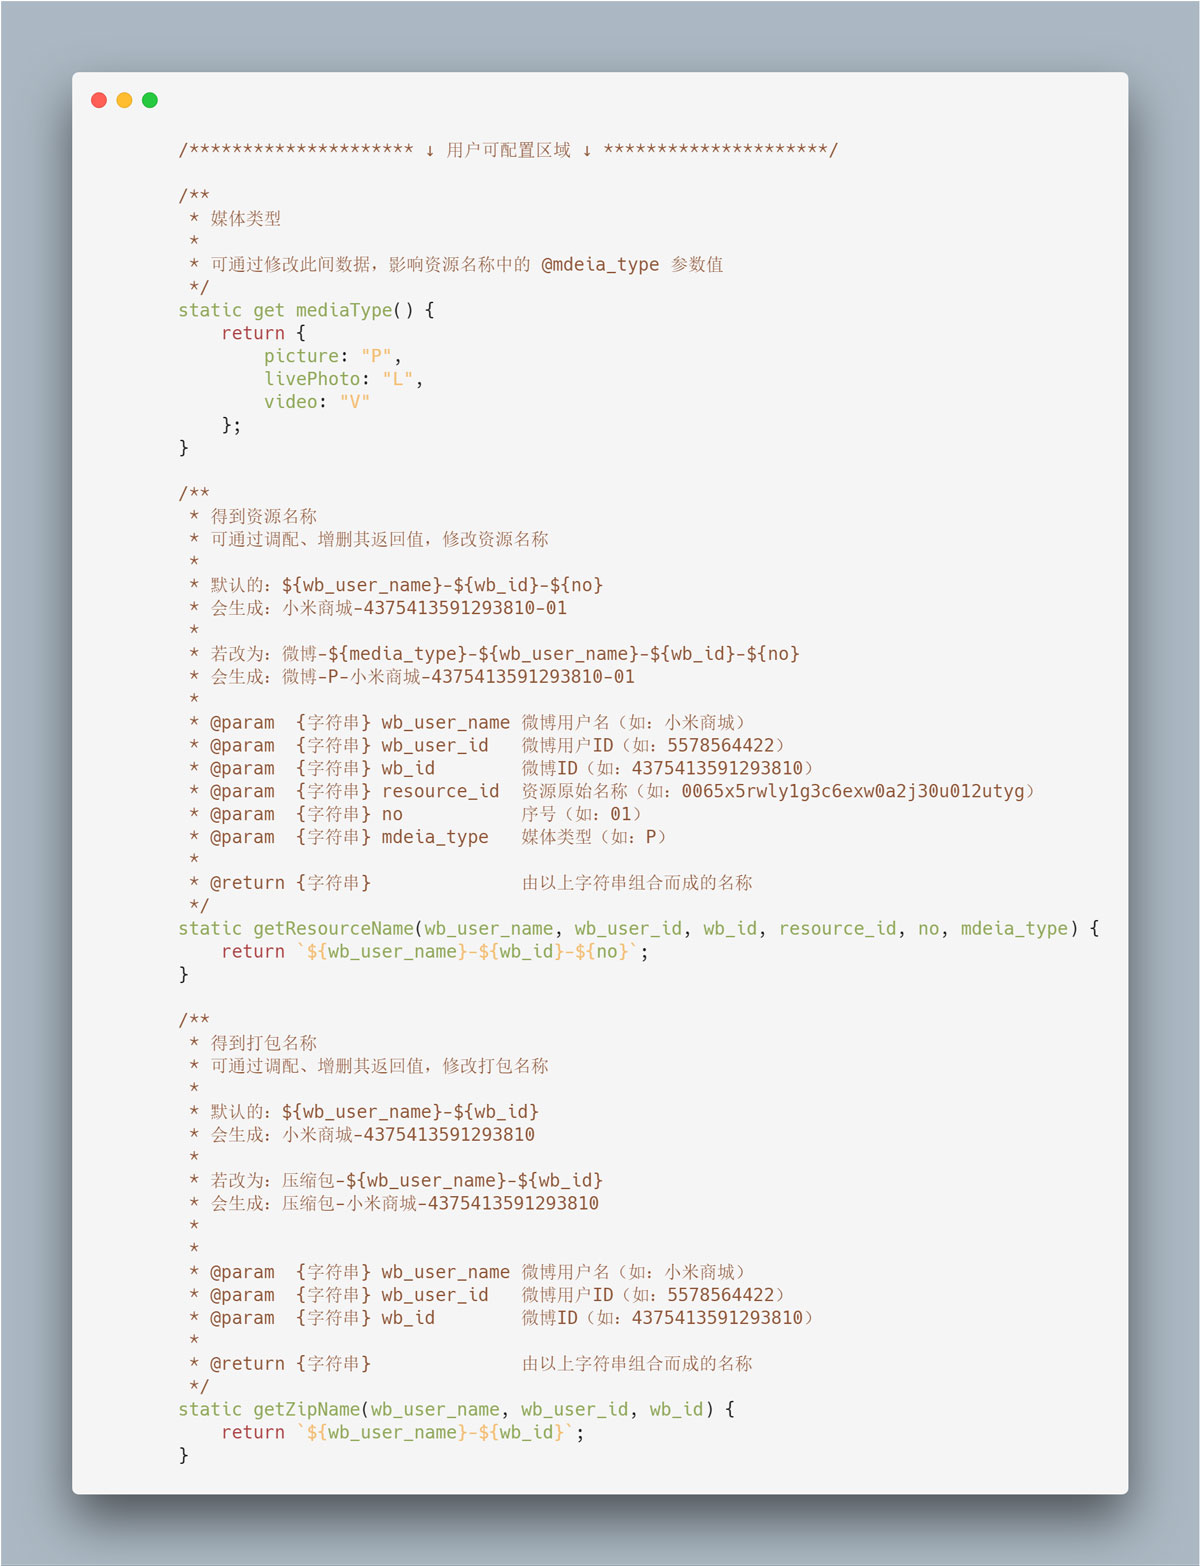 /********************* ↓ 用户可配置区域 ↓ *********************/
/**
 * 媒体类型
 *
 * 可通过修改此间数据，影响资源名称中的 @mdeia_type 参数值
 */
static get mediaType() {
    return {
        picture: "P",
        livePhoto: "L",
        video: "V"
    };
}
/**
 * 得到资源名称
 * 可通过调配、增删其返回值，修改资源名称
 *
 * 默认的：${wb_user_name}-${wb_id}-${no}
 * 会生成：小米商城-4375413591293810-01
 *
 * 若改为：微博-${media_type}-${wb_user_name}-${wb_id}-${no}
 * 会生成：微博-P-小米商城-4375413591293810-01
 *
 * @param  {字符串} wb_user_name 微博用户名（如：小米商城）
 * @param  {字符串} wb_user_id   微博用户ID（如：5578564422）
 * @param  {字符串} wb_id        微博ID（如：4375413591293810）
 * @param  {字符串} resource_id  资源原始名称（如：0065x5rwly1g3c6exw0a2j30u012utyg）
 * @param  {字符串} no           序号（如：01）
 * @param  {字符串} mdeia_type   媒体类型（如：P）
 *
 * @return {字符串}              由以上字符串组合而成的名称
 */
static getResourceName(wb_user_name, wb_user_id, wb_id, resource_id, no, mdeia_type) {
    return `${wb_user_name}-${wb_id}-${no}`;
}
/**
 * 得到打包名称
 * 可通过调配、增删其返回值，修改打包名称
 *
 * 默认的：${wb_user_name}-${wb_id}
 * 会生成：小米商城-4375413591293810
 *
 * 若改为：压缩包-${wb_user_name}-${wb_id}
 * 会生成：压缩包-小米商城-4375413591293810
 *
 *
 * @param  {字符串} wb_user_name 微博用户名（如：小米商城）
 * @param  {字符串} wb_user_id   微博用户ID（如：5578564422）
 * @param  {字符串} wb_id        微博ID（如：4375413591293810）
 *
 * @return {字符串}              由以上字符串组合而成的名称
 */
static getZipName(wb_user_name, wb_user_id, wb_id) {
    return `${wb_user_name}-${wb_id}`;
}